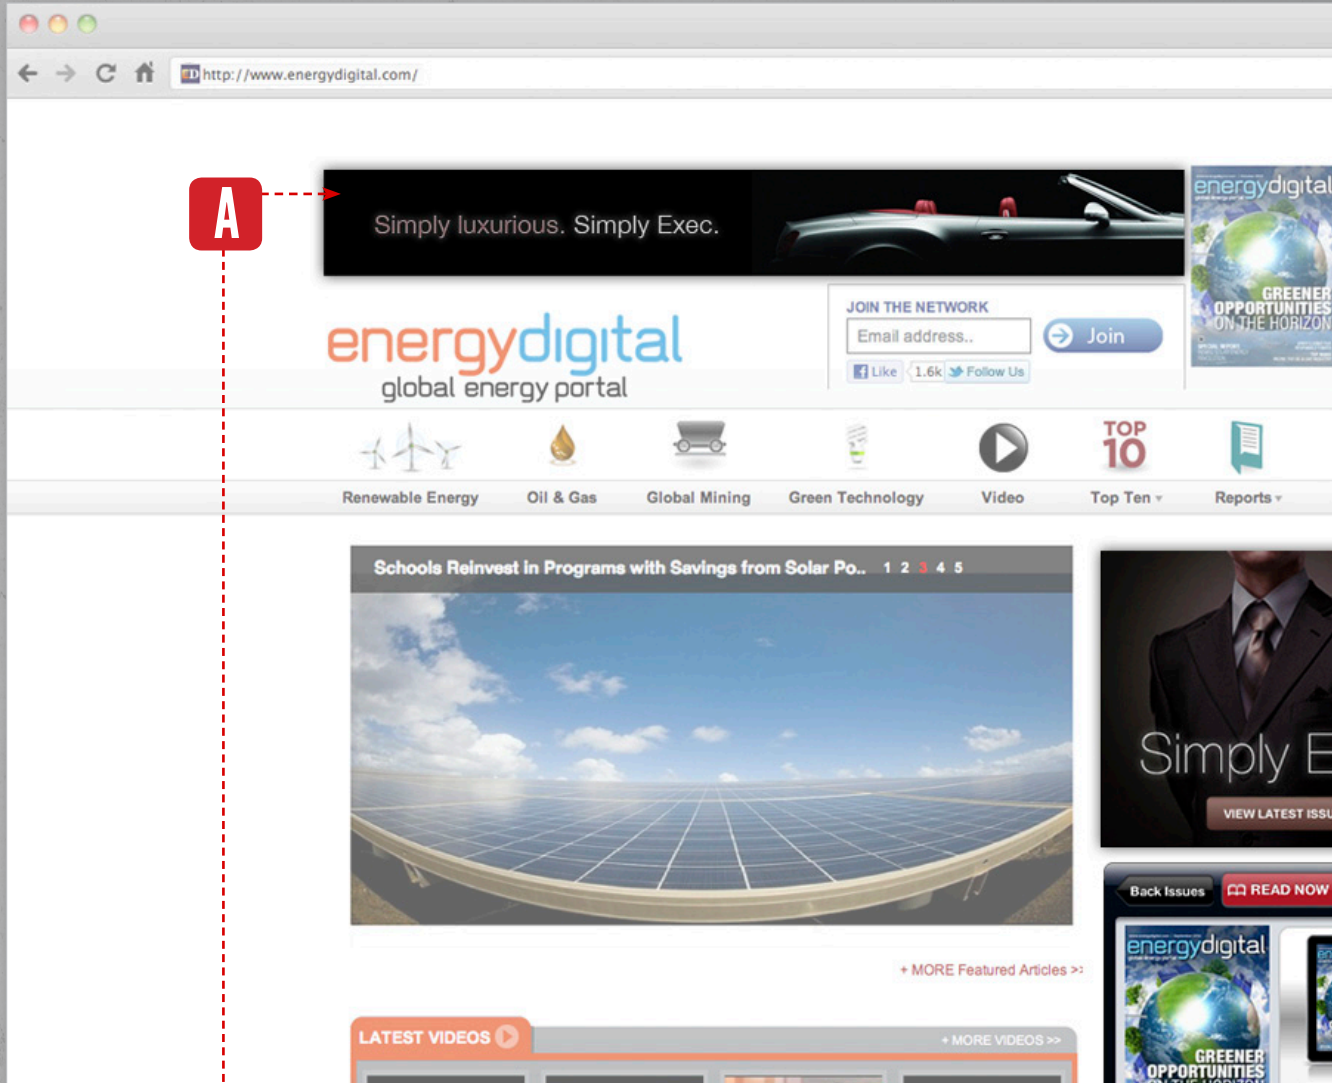 http://www.energydigital.com/
A
Simply luxurious. Simply Exec.
energydigital
GREENER
OPPORTUNITIES
ON THE HORIZON
JOIN THE NETWORK
Email address..
Join
Like
1.6k
Follow Us
energydigital
global energy portal
TOP
10
Renewable Energy
Oil & Gas
Global Mining
Green Technology
Video
Top Ten
Reports
Schools Reinvest in Programs with Savings from Solar Po.. 1 2 3 4 5
Simply E
VIEW LATEST ISSU
Back Issues
READ NOW
energydigital
GREENER
OPPORTUNITIES
ON THE HORIZON
+ MORE Featured Articles >>
LATEST VIDEOS
+ MORE VIDEOS >>